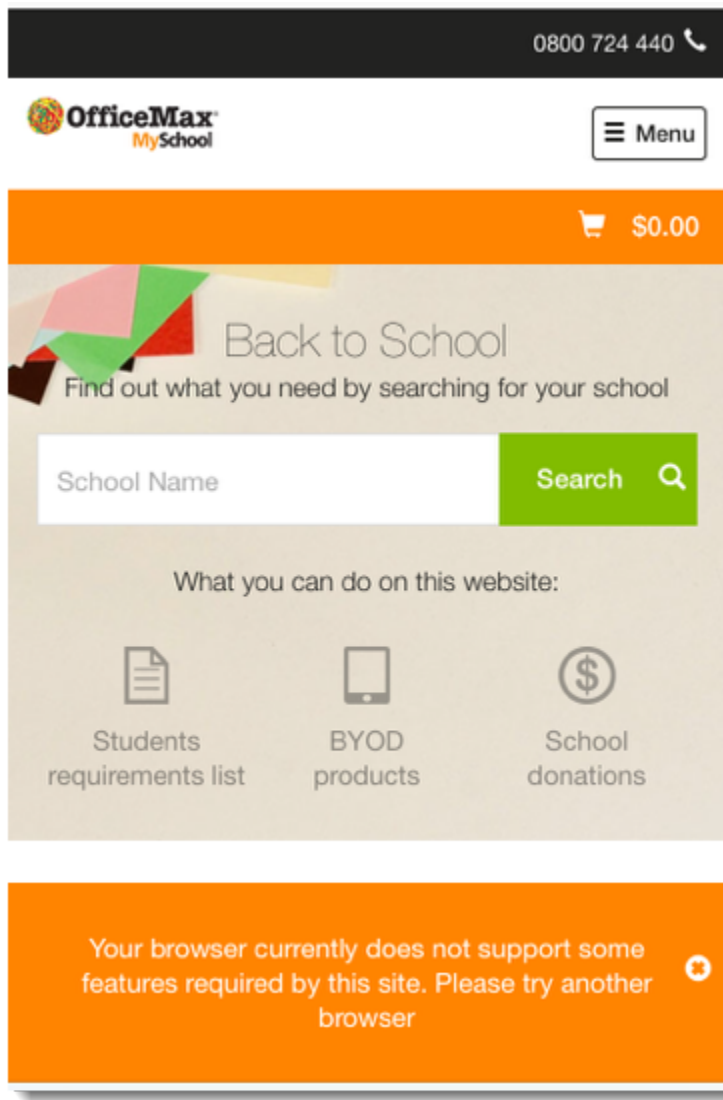 0800 724 440
OfficeMax
MySchool
Menu
$0.00
Back to School
Find out what you need by searching for your school
School Name
Search
What you can do on this website:
Students
requirements list
BYOD
products
School
donations
Your browser currently does not support some
features required by this site. Please try another
browser